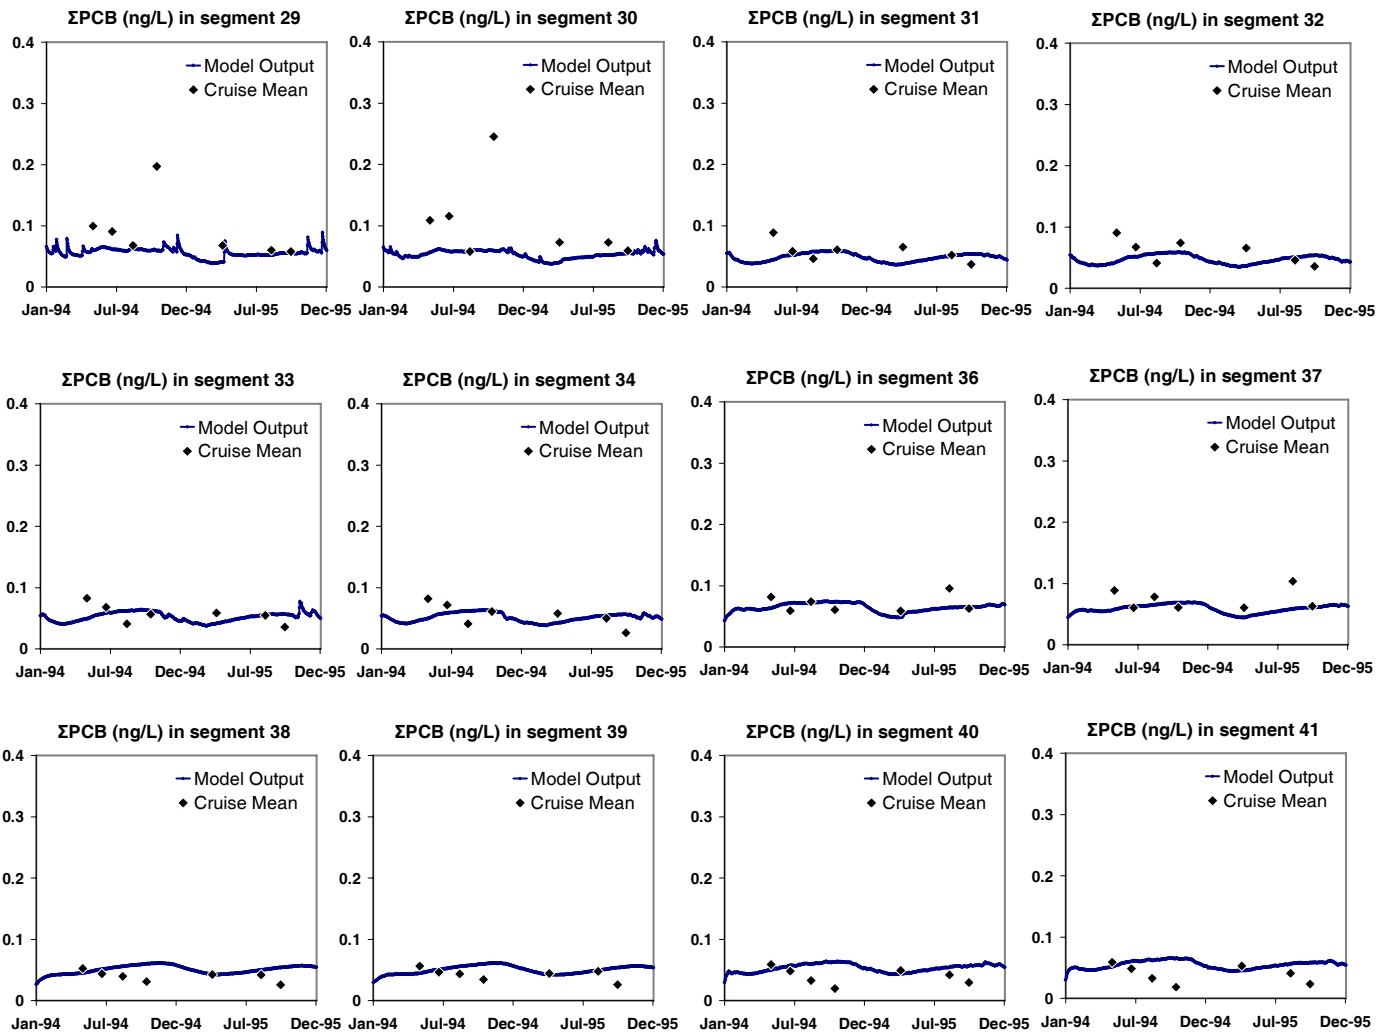 ΣPCB (ng/L) in segment 29
0.4
0.3
0.2
0.1
0
Model Output
Cruise Mean
Jan-94 Jul-94 Dec-94 Jul-95 Dec-95
ΣPCB (ng/L) in segment 30
0.4
0.3
0.2
0.1
0
Model Output
Cruise Mean
Jan-94 Jul-94 Dec-94 Jul-95 Dec-95
ΣPCB (ng/L) in segment 31
0.4
0.3
0.2
0.1
0
Model Output
Cruise Mean
Jan-94 Jul-94 Dec-94 Jul-95 Dec-95
ΣPCB (ng/L) in segment 32
0.4
0.3
0.2
0.1
0
Model Output
Cruise Mean
Jan-94 Jul-94 Dec-94 Jul-95 Dec-95
ΣPCB (ng/L) in segment 33
0.4
0.3
0.2
0.1
0
Model Output
Cruise Mean
Jan-94 Jul-94 Dec-94 Jul-95 Dec-95
ΣPCB (ng/L) in segment 34
0.4
0.3
0.2
0.1
0
Model Output
Cruise Mean
Jan-94 Jul-94 Dec-94 Jul-95 Dec-95
ΣPCB (ng/L) in segment 36
0.4
0.3
0.2
0.1
0
Model Output
Cruise Mean
Jan-94 Jul-94 Dec-94 Jul-95 Dec-95
ΣPCB (ng/L) in segment 37
0.4
0.3
0.2
0.1
0
Model Output
Cruise Mean
Jan-94 Jul-94 Dec-94 Jul-95 Dec-95
ΣPCB (ng/L) in segment 38
0.4
0.3
0.2
0.1
0
Model Output
Cruise Mean
Jan-94 Jul-94 Dec-94 Jul-95 Dec-95
ΣPCB (ng/L) in segment 39
0.4
0.3
0.2
0.1
0
Model Output
Cruise Mean
Jan-94 Jul-94 Dec-94 Jul-95 Dec-95
ΣPCB (ng/L) in segment 40
0.4
0.3
0.2
0.1
0
Model Output
Cruise Mean
Jan-94 Jul-94 Dec-94 Jul-95 Dec-95
ΣPCB (ng/L) in segment 41
0.4
0.3
0.2
0.1
0
Model Output
Cruise Mean
Jan-94 Jul-94 Dec-94 Jul-95 Dec-95